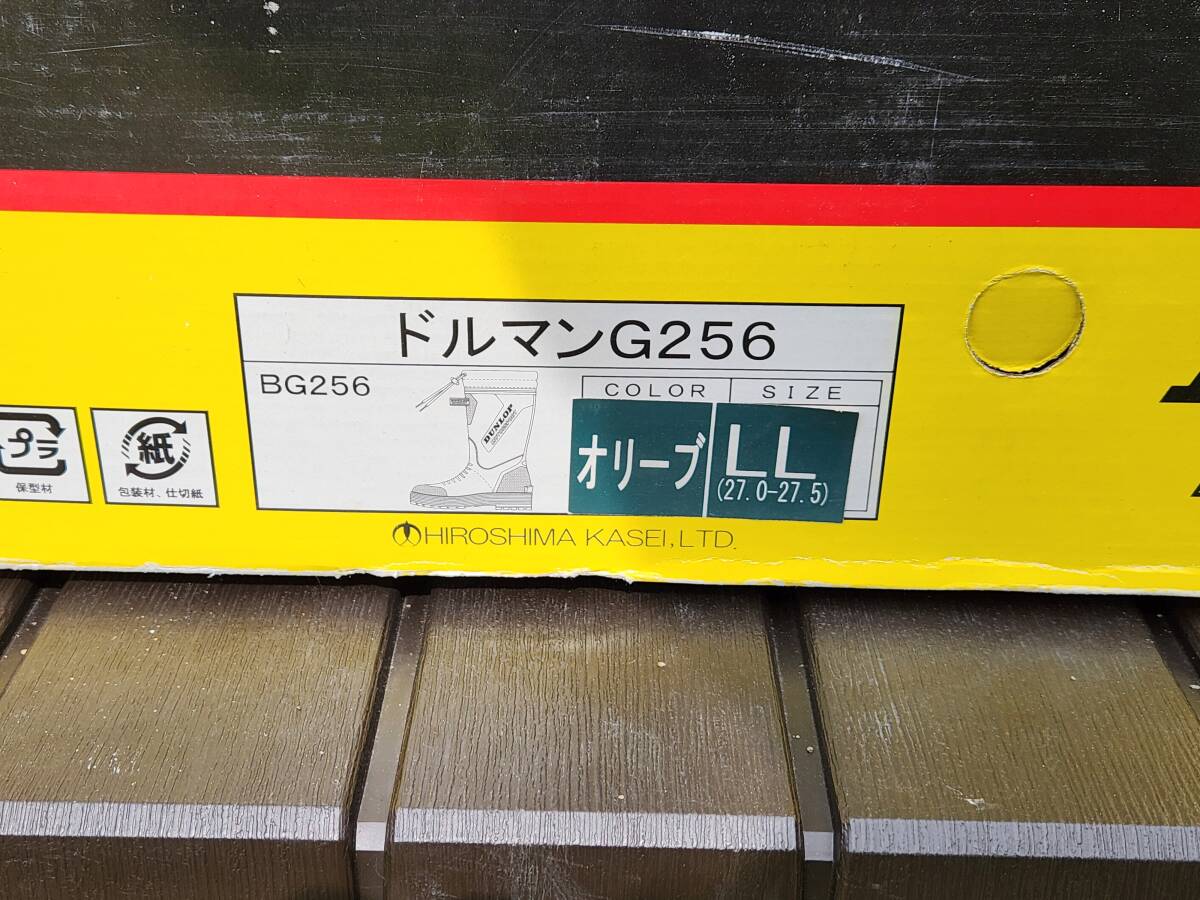 ドルマンG256
BG256
COLOR
SIZE
DUNLOP
オリーブ
LL
(27.0-27.5)
プラ
保型材
紙
包装材、仕切紙
HIROSHIMA KASEI,LTD.